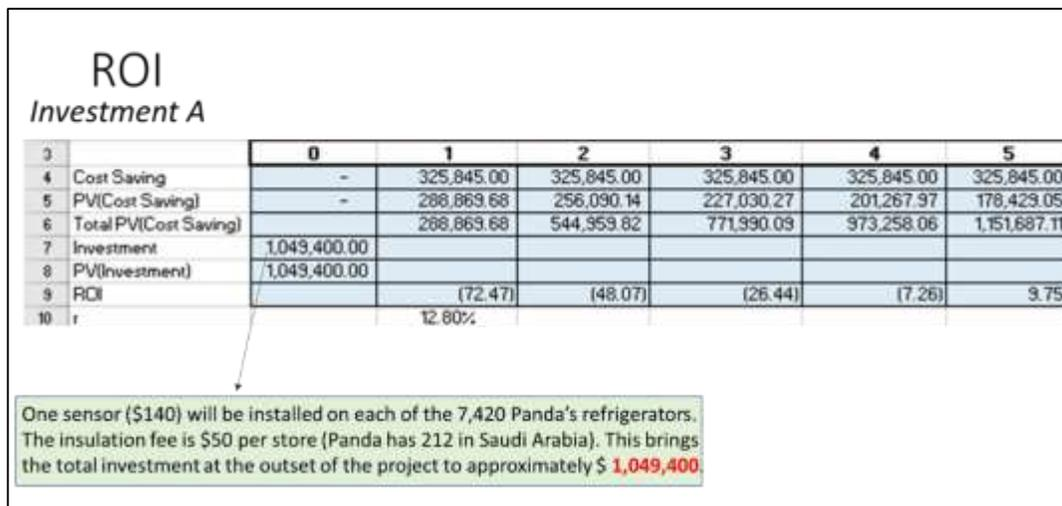 ROI
Investment A
3 0 1 2 3 4 5
4 Cost Saving - 325,845.00 325,845.00 325,845.00 325,845.00 325,845.00
5 PV(Cost Saving) - 288,869.68 256,090.14 227,030.27 201,267.97 178,429.05
6 Total PV(Cost Saving) 288,869.68 544,959.82 771,990.09 973,258.06 1,151,687.11
7 Investment 1,049,400.00
8 PV(Investment) 1,049,400.00
9 ROI (72.47) (48.07) (26.44) (7.26) 9.75
10 r 12.80%
One sensor ($140) will be installed on each of the 7,420 Panda's refrigerators.
The insulation fee is $50 per store (Panda has 212 in Saudi Arabia). This brings
the total investment at the outset of the project to approximately $ 1,049,400.